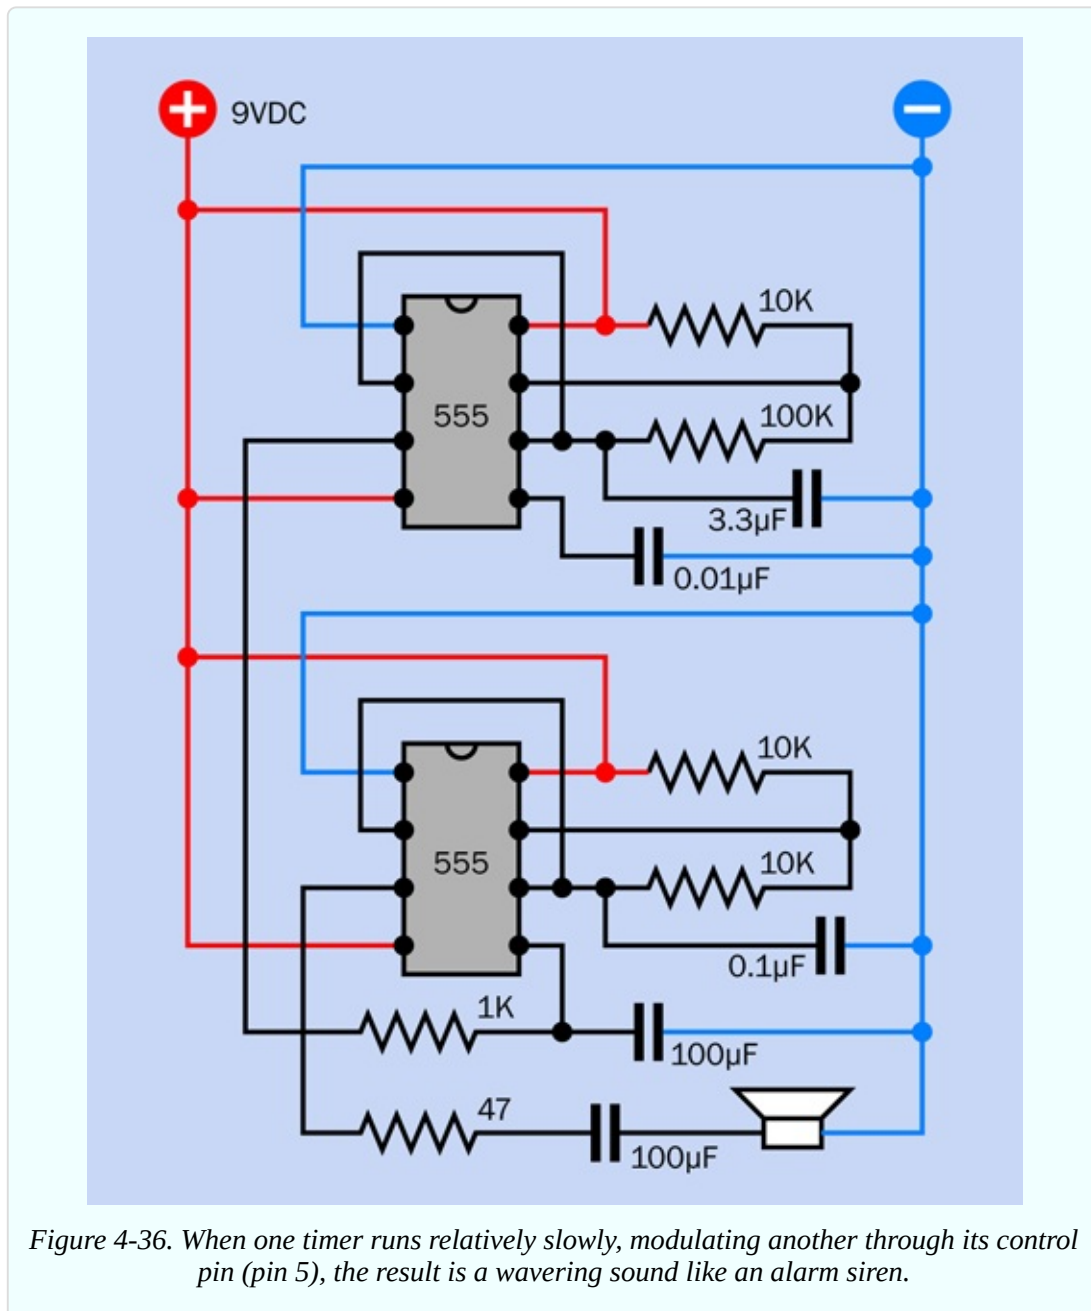 9VDC
10K
555
100K
3.3µF
0.01µF
10K
555
10K
0.1µF
1K
100µF
47
100µF
Figure 4-36. When one timer runs relatively slowly, modulating another through its control
pin (pin 5), the result is a wavering sound like an alarm siren.